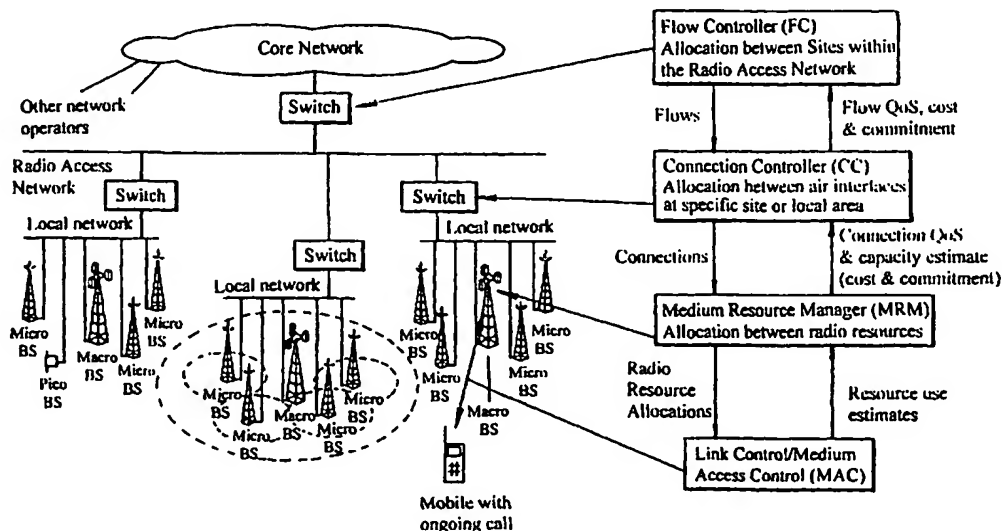 Core Network
Other network
operators
Switch
Radio Access
Network
Switch
Switch
Switch
Local network
Local network
Local network
Micro
BS
Pico
BS
Macro
BS
Micro
BS
Micro
BS
Micro
BS
Micro
BS
Macro
BS
Micro
BS
Micro
BS
Micro
BS
Micro
BS
Macro
BS
Micro
BS
Micro
BS
#
Mobile with
ongoing call
Flow Controller (FC)
Allocation between Sites within
the Radio Access Network
Flows
Flow QoS, cost
& commitment
Connection Controller (CC)
Allocation between air interfaces
at specific site or local area
Connections
Connection QoS
& capacity estimate
(cost & commitment)
Medium Resource Manager (MRM)
Allocation between radio resources
Radio
Resource
Allocations
Resource use
estimates
Link Control/Medium
Access Control (MAC)